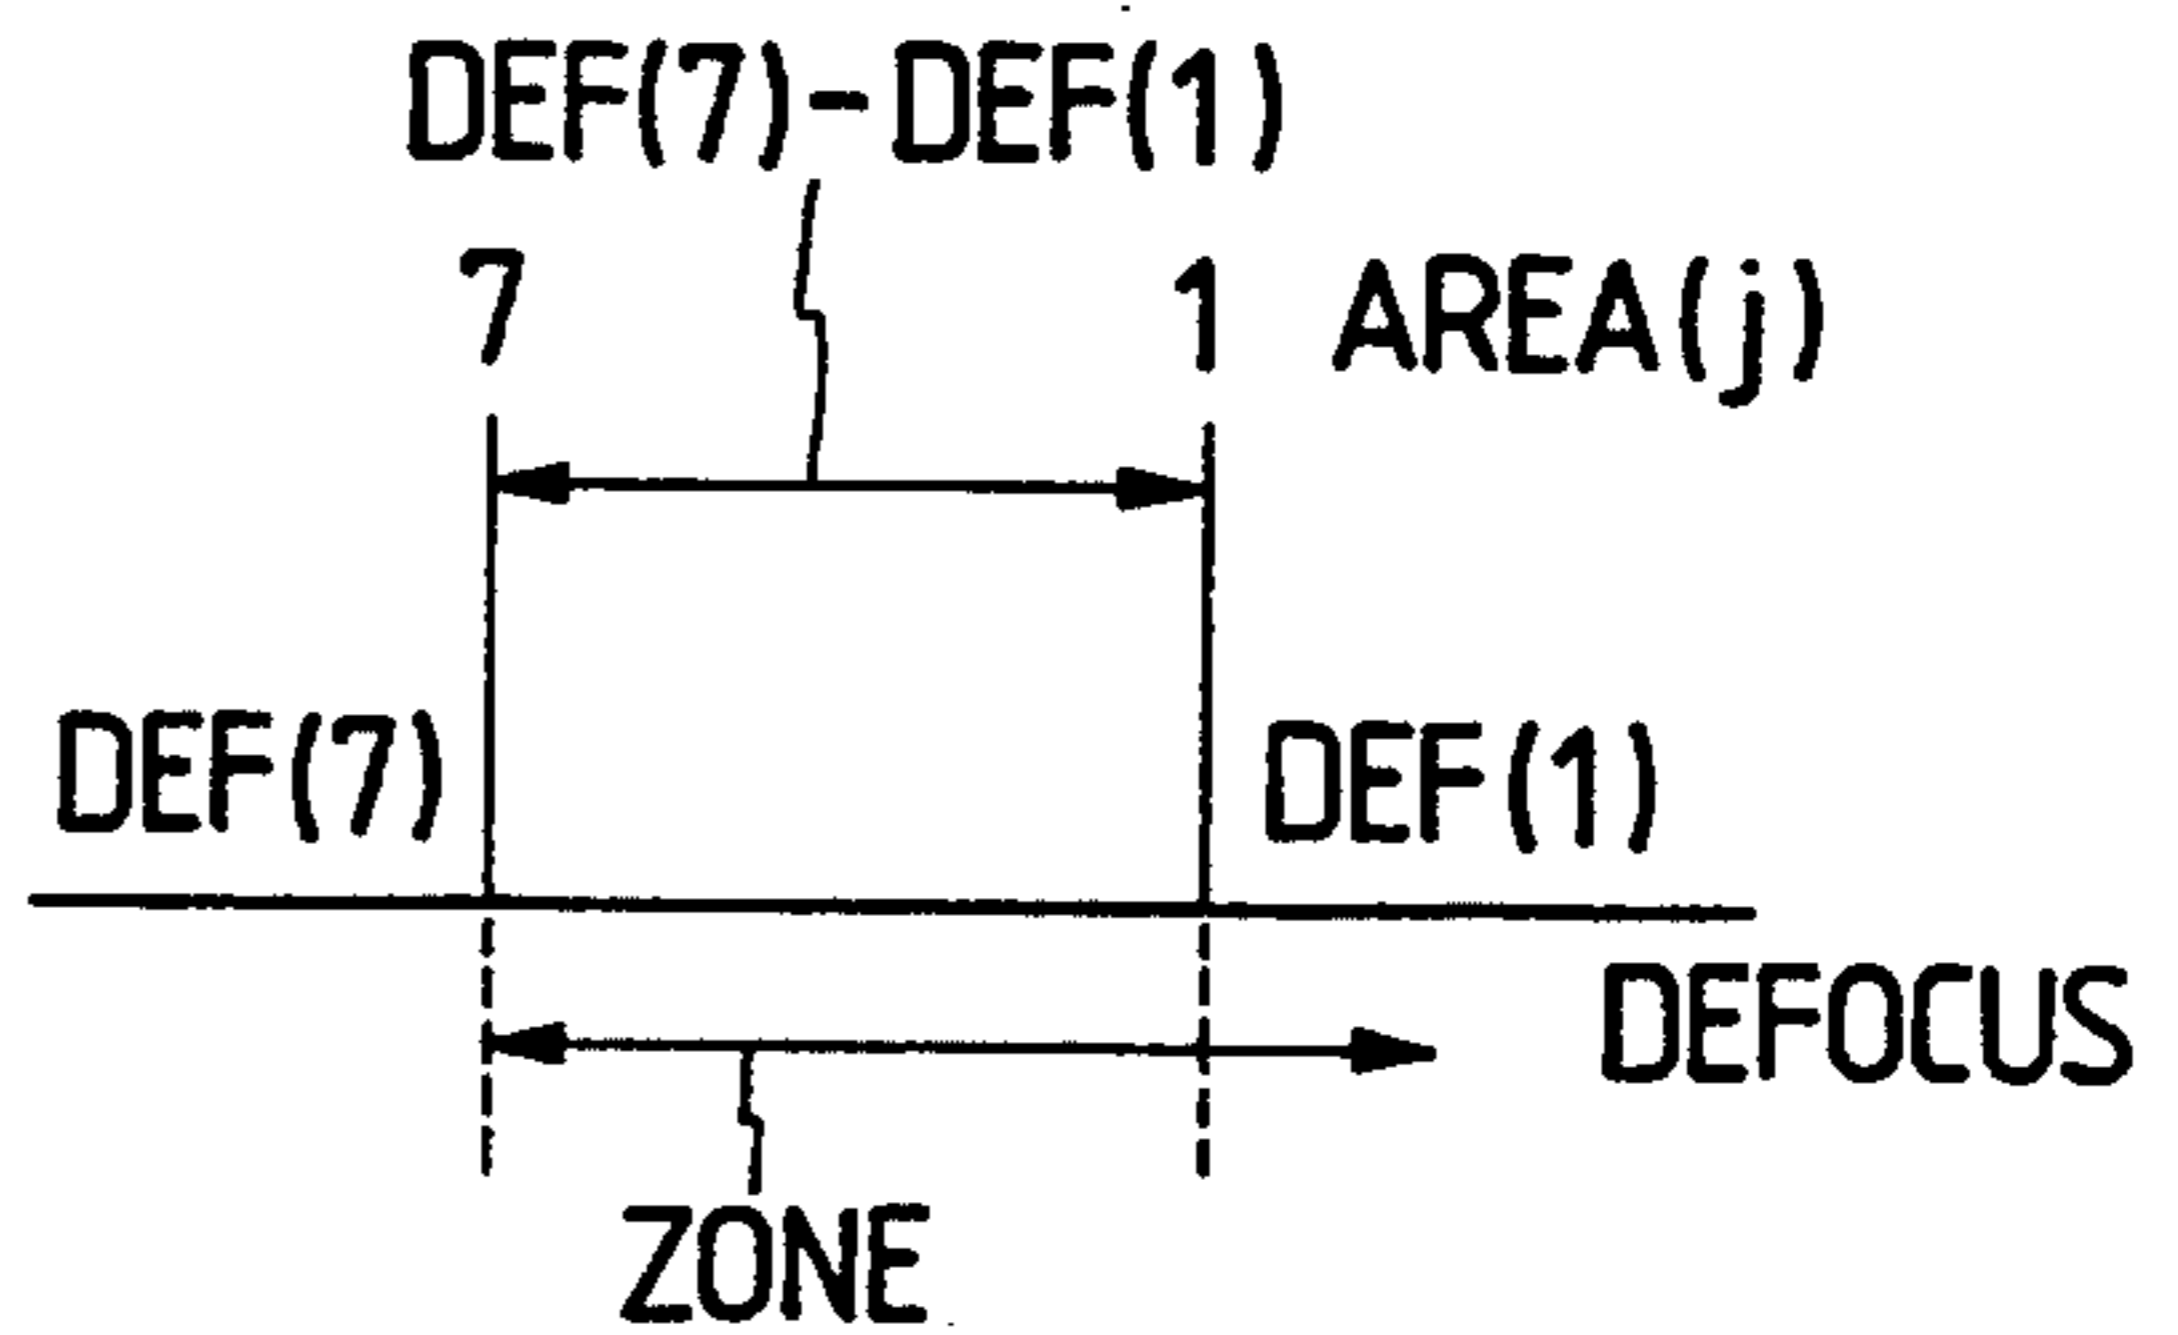 DEF(7)-DEF(1)
7 1 AREA(j)
DEF(7) DEF(1)
DEFOCUS
ZONE